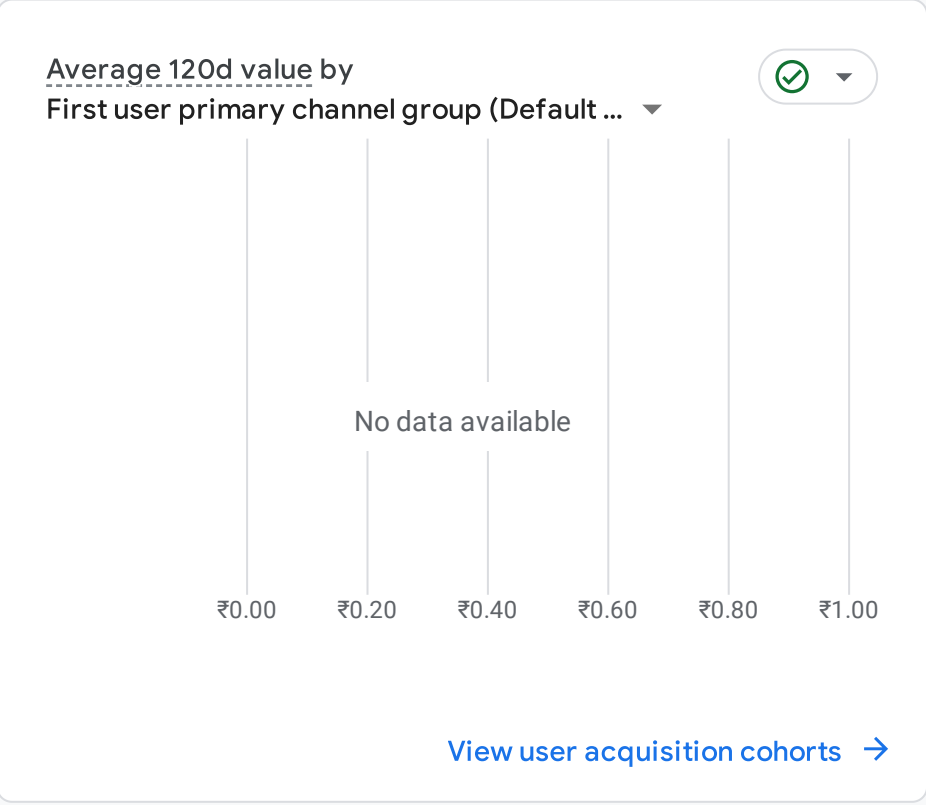 Average 120d value by
First user primary channel group (Default ...
No data available
₹0.00 ₹0.20 ₹0.40 ₹0.60 ₹0.80 ₹1.00
View user acquisition cohorts